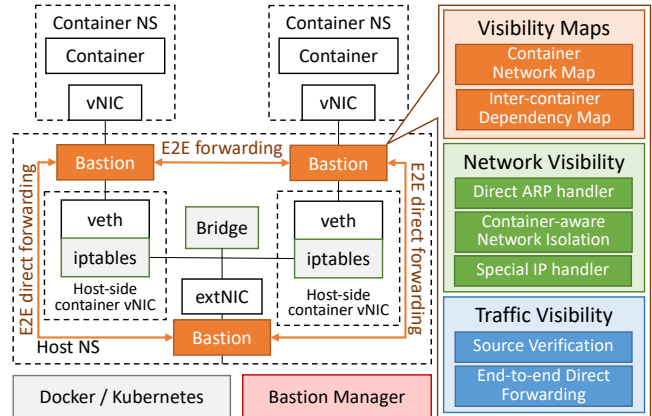 Container NS
Container
vNIC
Container NS
Container
vNIC
Bastion
E2E forwarding
Bastion
E2E direct forwarding
E2E direct forwarding
veth
iptables
Host-side
container vNIC
Bridge
extNIC
veth
iptables
Host-side
container vNIC
Bastion
Host NS
Docker / Kubernetes
Bastion Manager
Visibility Maps
Container
Network Map
Inter-container
Dependency Map
Network Visibility
Direct ARP handler
Container-aware
Network Isolation
Special IP handler
Traffic Visibility
Source Verification
End-to-end Direct
Forwarding